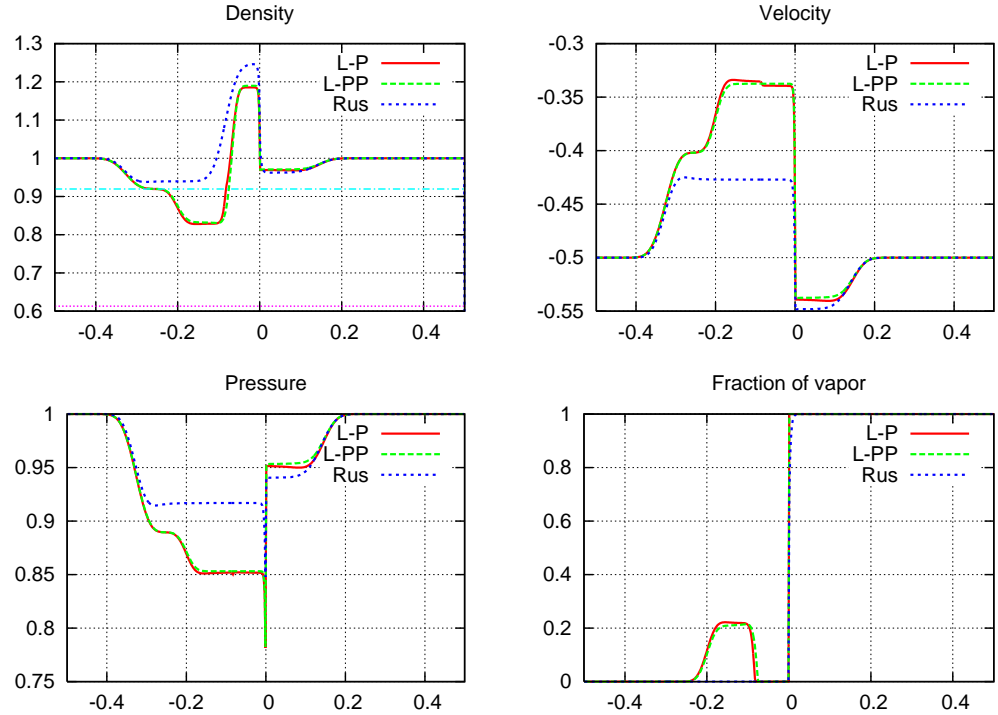 Density
1.3
1.2
1.1
1
0.9
0.8
0.7
0.6
-0.4
-0.2
0
0.2
0.4
L-P
L-PP
Rus
Velocity
-0.3
-0.35
-0.4
-0.45
-0.5
-0.55
-0.4
-0.2
0
0.2
0.4
L-P
L-PP
Rus
Pressure
1
0.95
0.9
0.85
0.8
0.75
-0.4
-0.2
0
0.2
0.4
L-P
L-PP
Rus
Fraction of vapor
1
0.8
0.6
0.4
0.2
0
-0.4
-0.2
0
0.2
0.4
L-P
L-PP
Rus